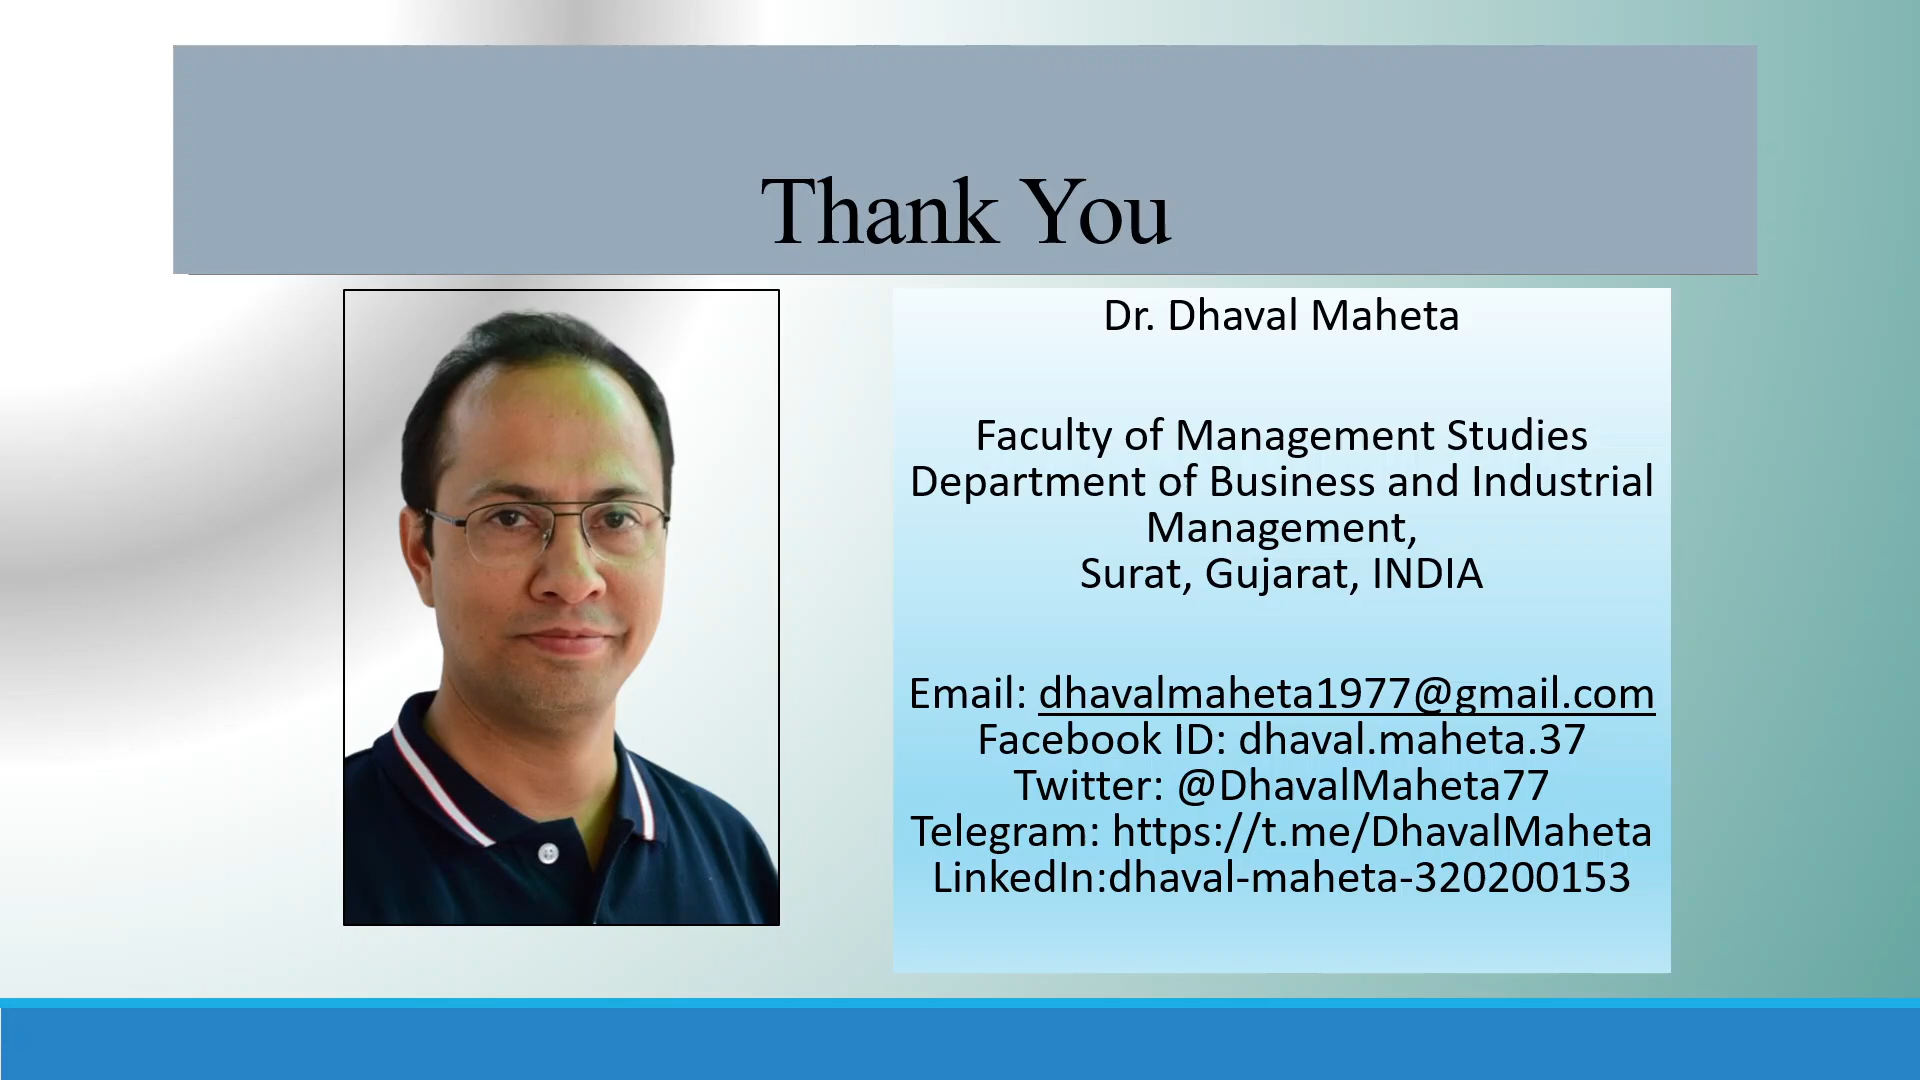 Thank You
Dr. Dhaval Maheta
Faculty of Management Studies
Department of Business and Industrial
Management,
Surat, Gujarat, INDIA
Email: dhavalmaheta1977@gmail.com
Facebook ID: dhaval.maheta.37
Twitter: @DhavalMaheta77
Telegram: https://t.me/DhavalMaheta
LinkedIn:dhaval-maheta-320200153